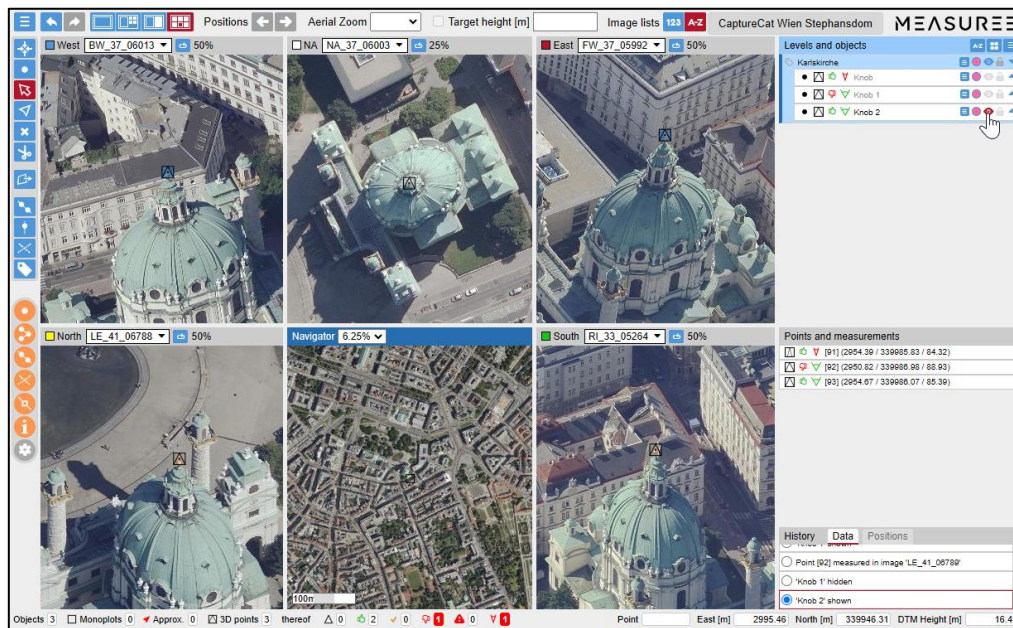 Positions Aerial Zoom Target height [m] Image lists 123 A-Z CaptureCat Wien Stephansdom MEASUREE
West BW_37_06013 50%
NA NA_37_06003 25%
East FW_37_05992 50%
Levels and objects A-Z
Karlskirche
Knob
Knob 1
Knob 2
North LE_41_06788 50%
Navigator 6.25%
South RI_33_05264 50%
Points and measurements
[91] (2954.39 / 339985.83 / 84.32)
[92] (2950.82 / 339986.98 / 88.93)
[93] (2954.67 / 339986.07 / 85.39)
100m
History Data Positions
'Knob 1' shown
Point [92] measured in image 'LE_41_06789'
'Knob 1' hidden
'Knob 2' shown
Objects 3 Monoplots 0 Approx. 0 3D points 3 thereof 0 2 0 1 0 1 Point East [m] 2995.46 North [m] 339946.31 DTM Height [m] 16.4